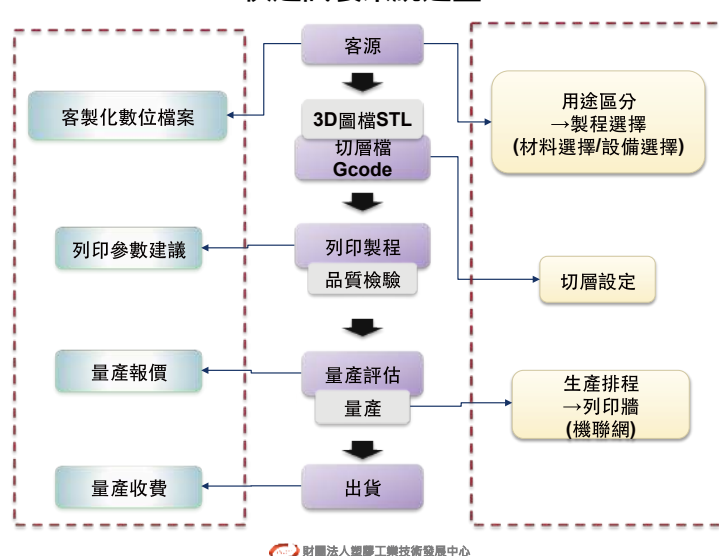 客源
客製化數位檔案
3D圖檔STL
切層檔
Gcode
用途區分
→製程選擇
(材料選擇/設備選擇)
列印參數建議
列印製程
品質檢驗
切層設定
量產報價
量產評估
量產
生產排程
→列印牆
(機聯網)
量產收費
出貨
財團法人塑膠工業技術發展中心